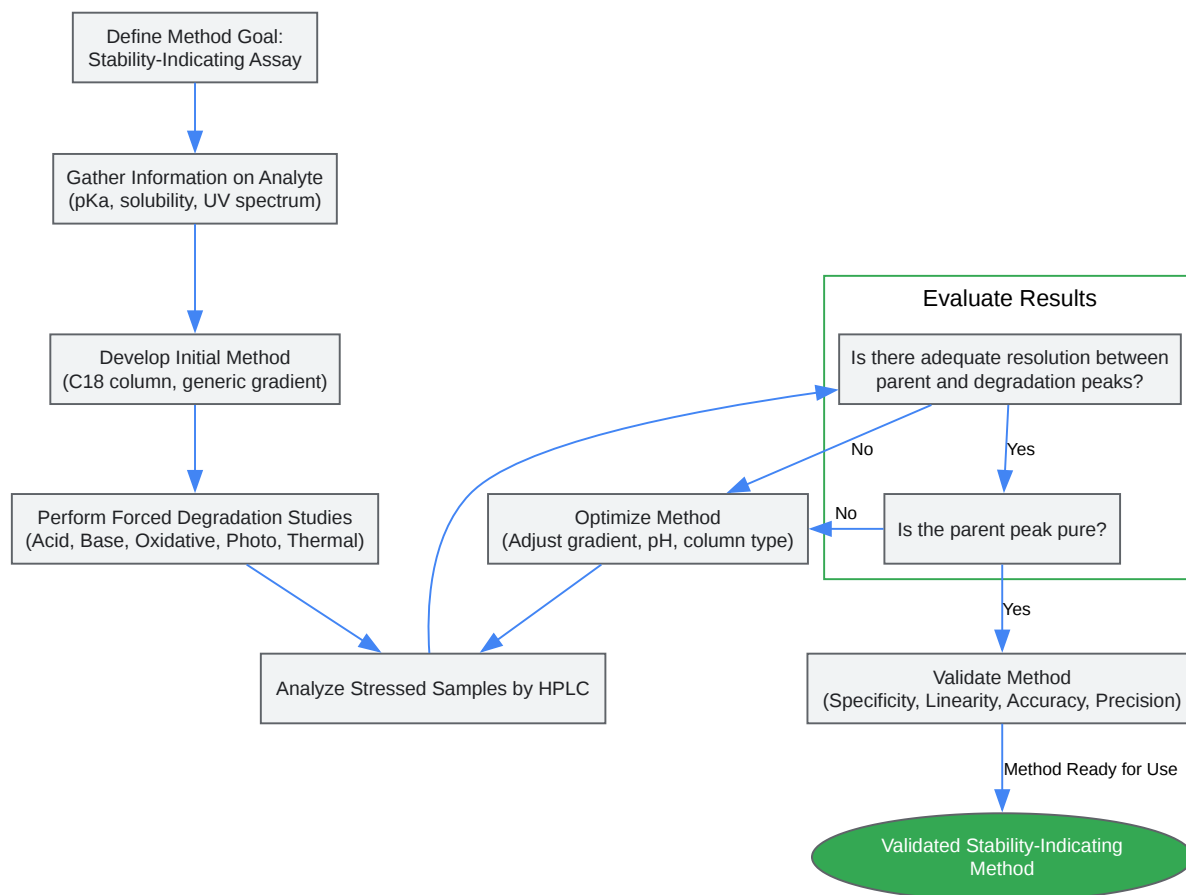 Define Method Goal:
Stability-Indicating Assay
Gather Information on Analyte
(pKa, solubility, UV spectrum)
Develop Initial Method
(C18 column, generic gradient)
Perform Forced Degradation Studies
(Acid, Base, Oxidative, Photo, Thermal)
Analyze Stressed Samples by HPLC
Evaluate Results
Is there adequate resolution between
parent and degradation peaks?
No
Yes
Optimize Method
(Adjust gradient, pH, column type)
No
Is the parent peak pure?
Yes
Validate Method
(Specificity, Linearity, Accuracy, Precision)
Method Ready for Use
Validated Stability-Indicating
Method